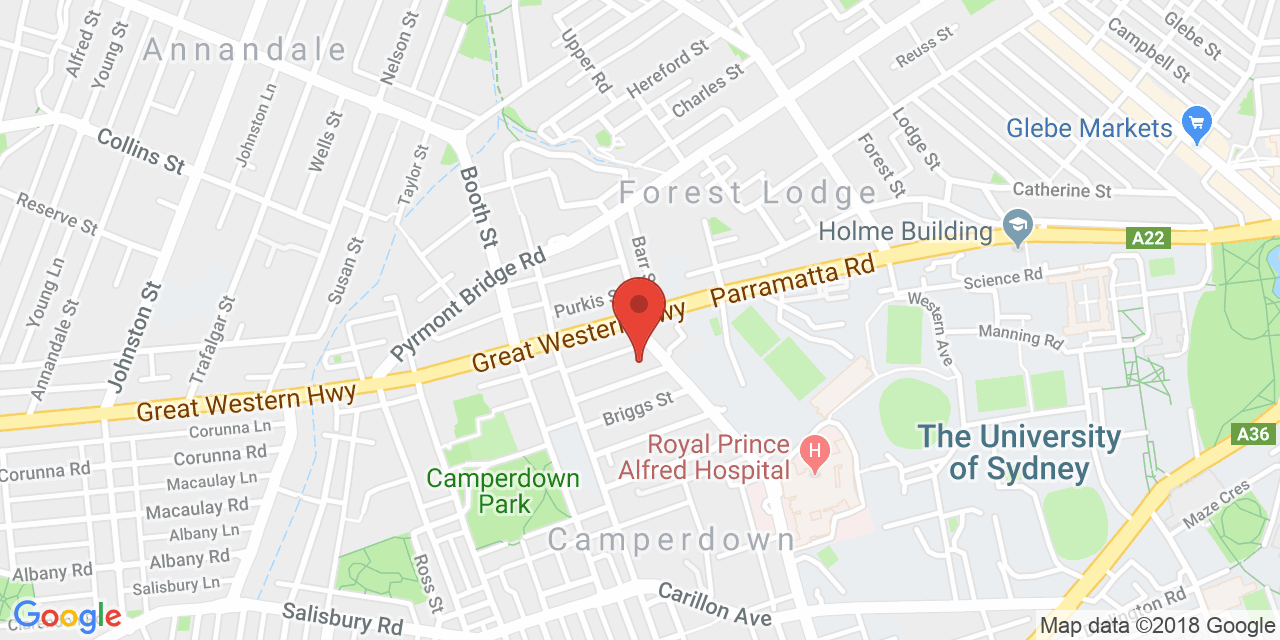 Alfred St
Young St
Annandale
Nelson St
Upper Rd
Hereford St
Charles St
Reuss St
Glebe St
Campbell St
Johnston Ln
Wells St
Collins St
Taylor St
Booth St
Glebe Markets
Forest St
Lodge St
Catherine St
Forest Lodge
Reserve St
Susan St
Barr S
Holme Building
A22
Young Ln
Annandale St
Johnston St
Trafalgar St
Pyrmont Bridge Rd
Purkis S
Parramatta Rd
Science Rd
Western Ave
Manning Rd
Great Western Hwy
Great Western Hwy
Corunna Ln
Corunna Rd
Corunna Rd
Macaulay Ln
Macaulay Rd
Albany Ln
Albany Rd
Albany Rd
Salisbury Ln
Briggs St
Royal Prince
Alfred Hospital
H
The University
of Sydney
A36
Camperdown
Park
Maze Cres
Camperdown
Ross St
Salisbury Rd
Carillon Ave
Google
Map data ©2018 Google